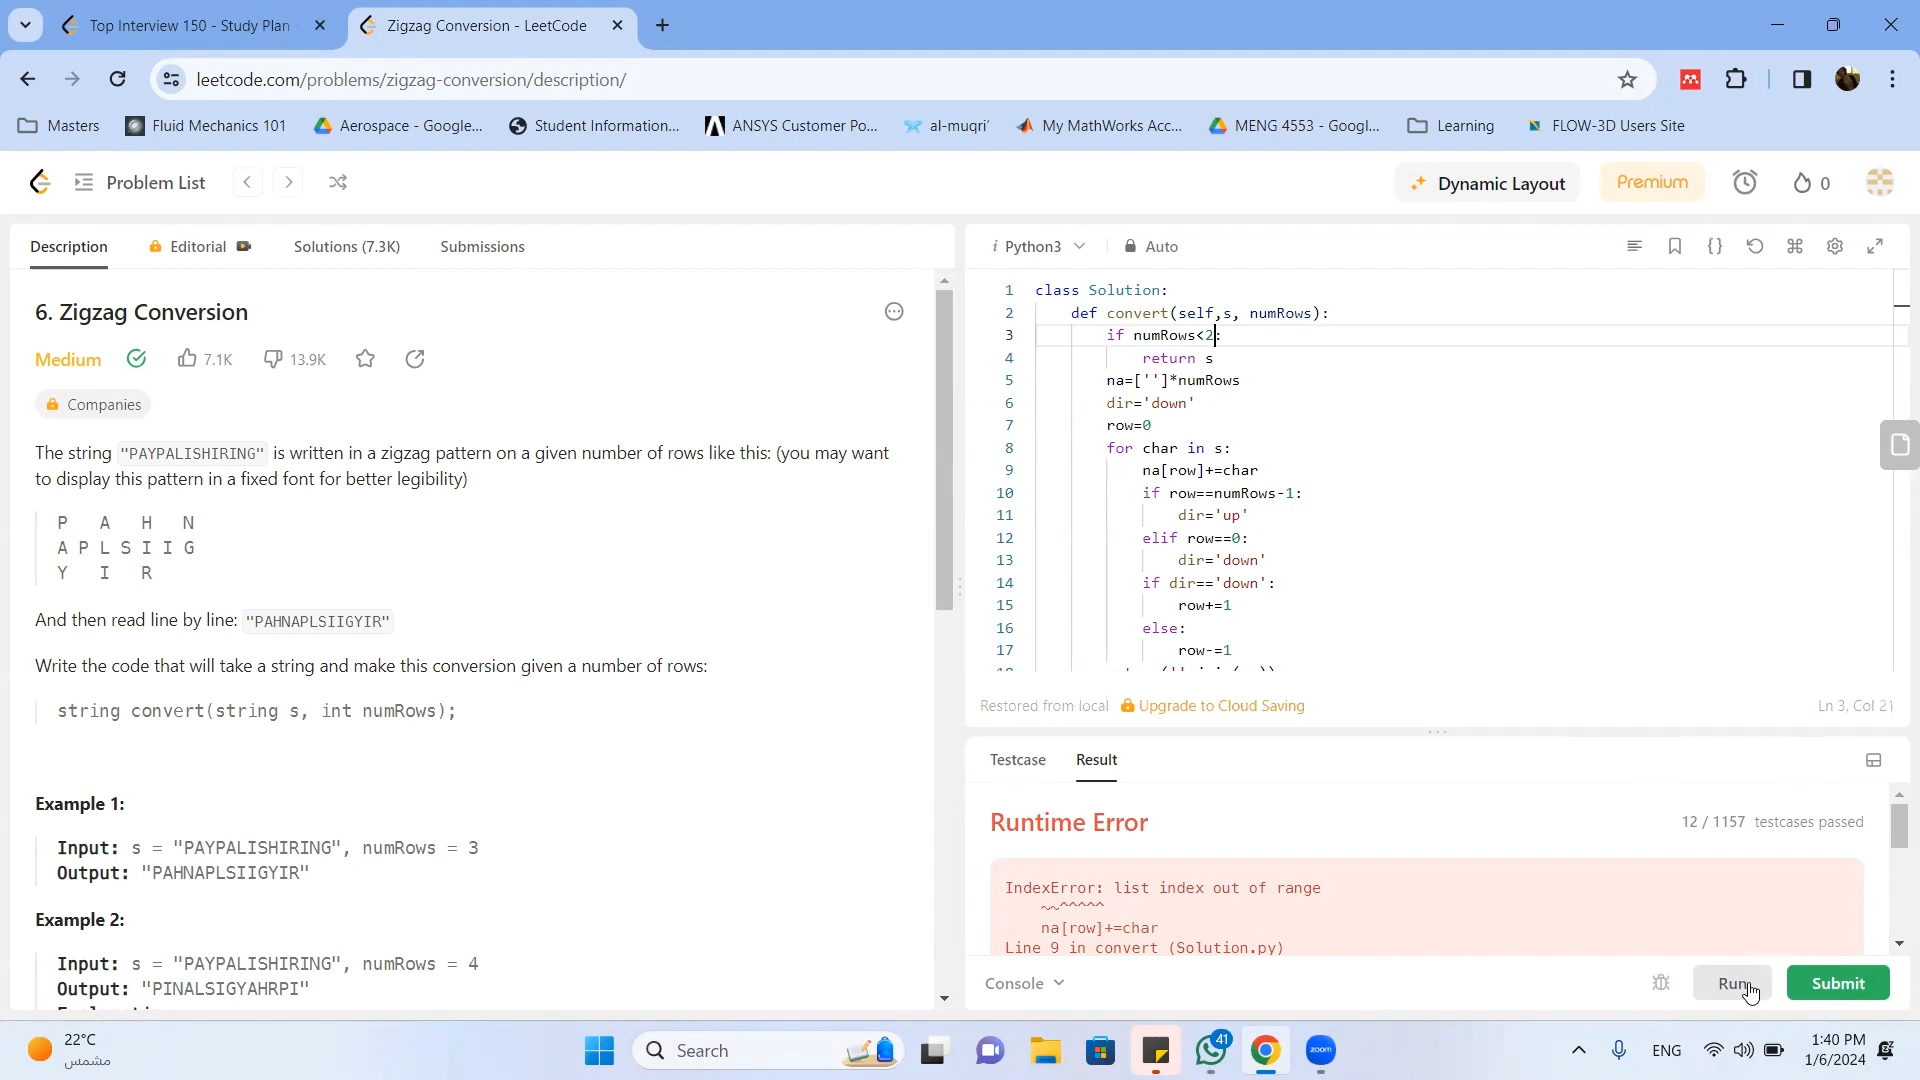 Top Interview 150 - Study Plan
Zigzag Conversion - LeetCode
leetcode.com/problems/zigzag-conversion/description/
Masters
Fluid Mechanics 101
Aerospace - Google...
Student Information...
ANSYS Customer Po...
al-muqri'
My MathWorks Acc...
MENG 4553 - Googl...
Learning
FLOW-3D Users Site
Problem List
Dynamic Layout
Premium
0
Description
Editorial
Solutions (7.3K)
Submissions
6. Zigzag Conversion
Medium
7.1K
13.9K
Companies
The string "PAYPALISHIRING" is written in a zigzag pattern on a given number of rows like this: (you may want
to display this pattern in a fixed font for better legibility)
P   A   H   N
A P L S I I G
Y   I   R
And then read line by line: "PAHNAPLSIIGYIR"
Write the code that will take a string and make this conversion given a number of rows:
string convert(string s, int numRows);
Example 1:
Input: s = "PAYPALISHIRING", numRows = 3
Output: "PAHNAPLSIIGYIR"
Example 2:
Input: s = "PAYPALISHIRING", numRows = 4
Output: "PINALSIGYAHRPI"
i Python3
Auto
1 class Solution:
2 def convert(self,s, numRows):
3 if numRows<2:
4 return s
5 na=['']*numRows
6 dir='down'
7 row=0
8 for char in s:
9 na[row]+=char
10 if row==numRows-1:
11 dir='up'
12 elif row==0:
13 dir='down'
14 if dir=='down':
15 row+=1
16 else:
17 row-=1
Restored from local
Upgrade to Cloud Saving
Ln 3, Col 21
Testcase
Result
Runtime Error
12 / 1157 testcases passed
IndexError: list index out of range
~~^^^^^
na[row]+=char
Line 9 in convert (Solution.py)
Console
Run
Submit
22°C
مشمس
Search
41
zoom
ENG
1:40 PM
1/6/2024